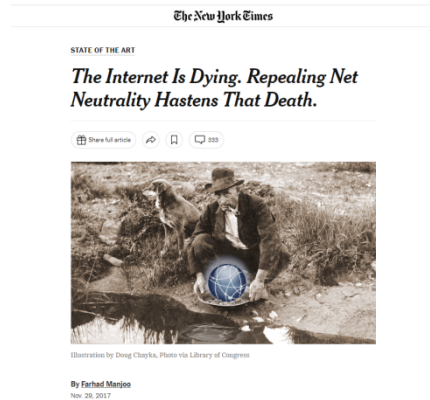 The New York Times
STATE OF THE ART
The Internet Is Dying. Repealing Net
Neutrality Hastens That Death.
Share full article
333
Illustration by Doug Chayka, Photo via Library of Congress
By Farhad Manjoo
Nov. 29, 2017